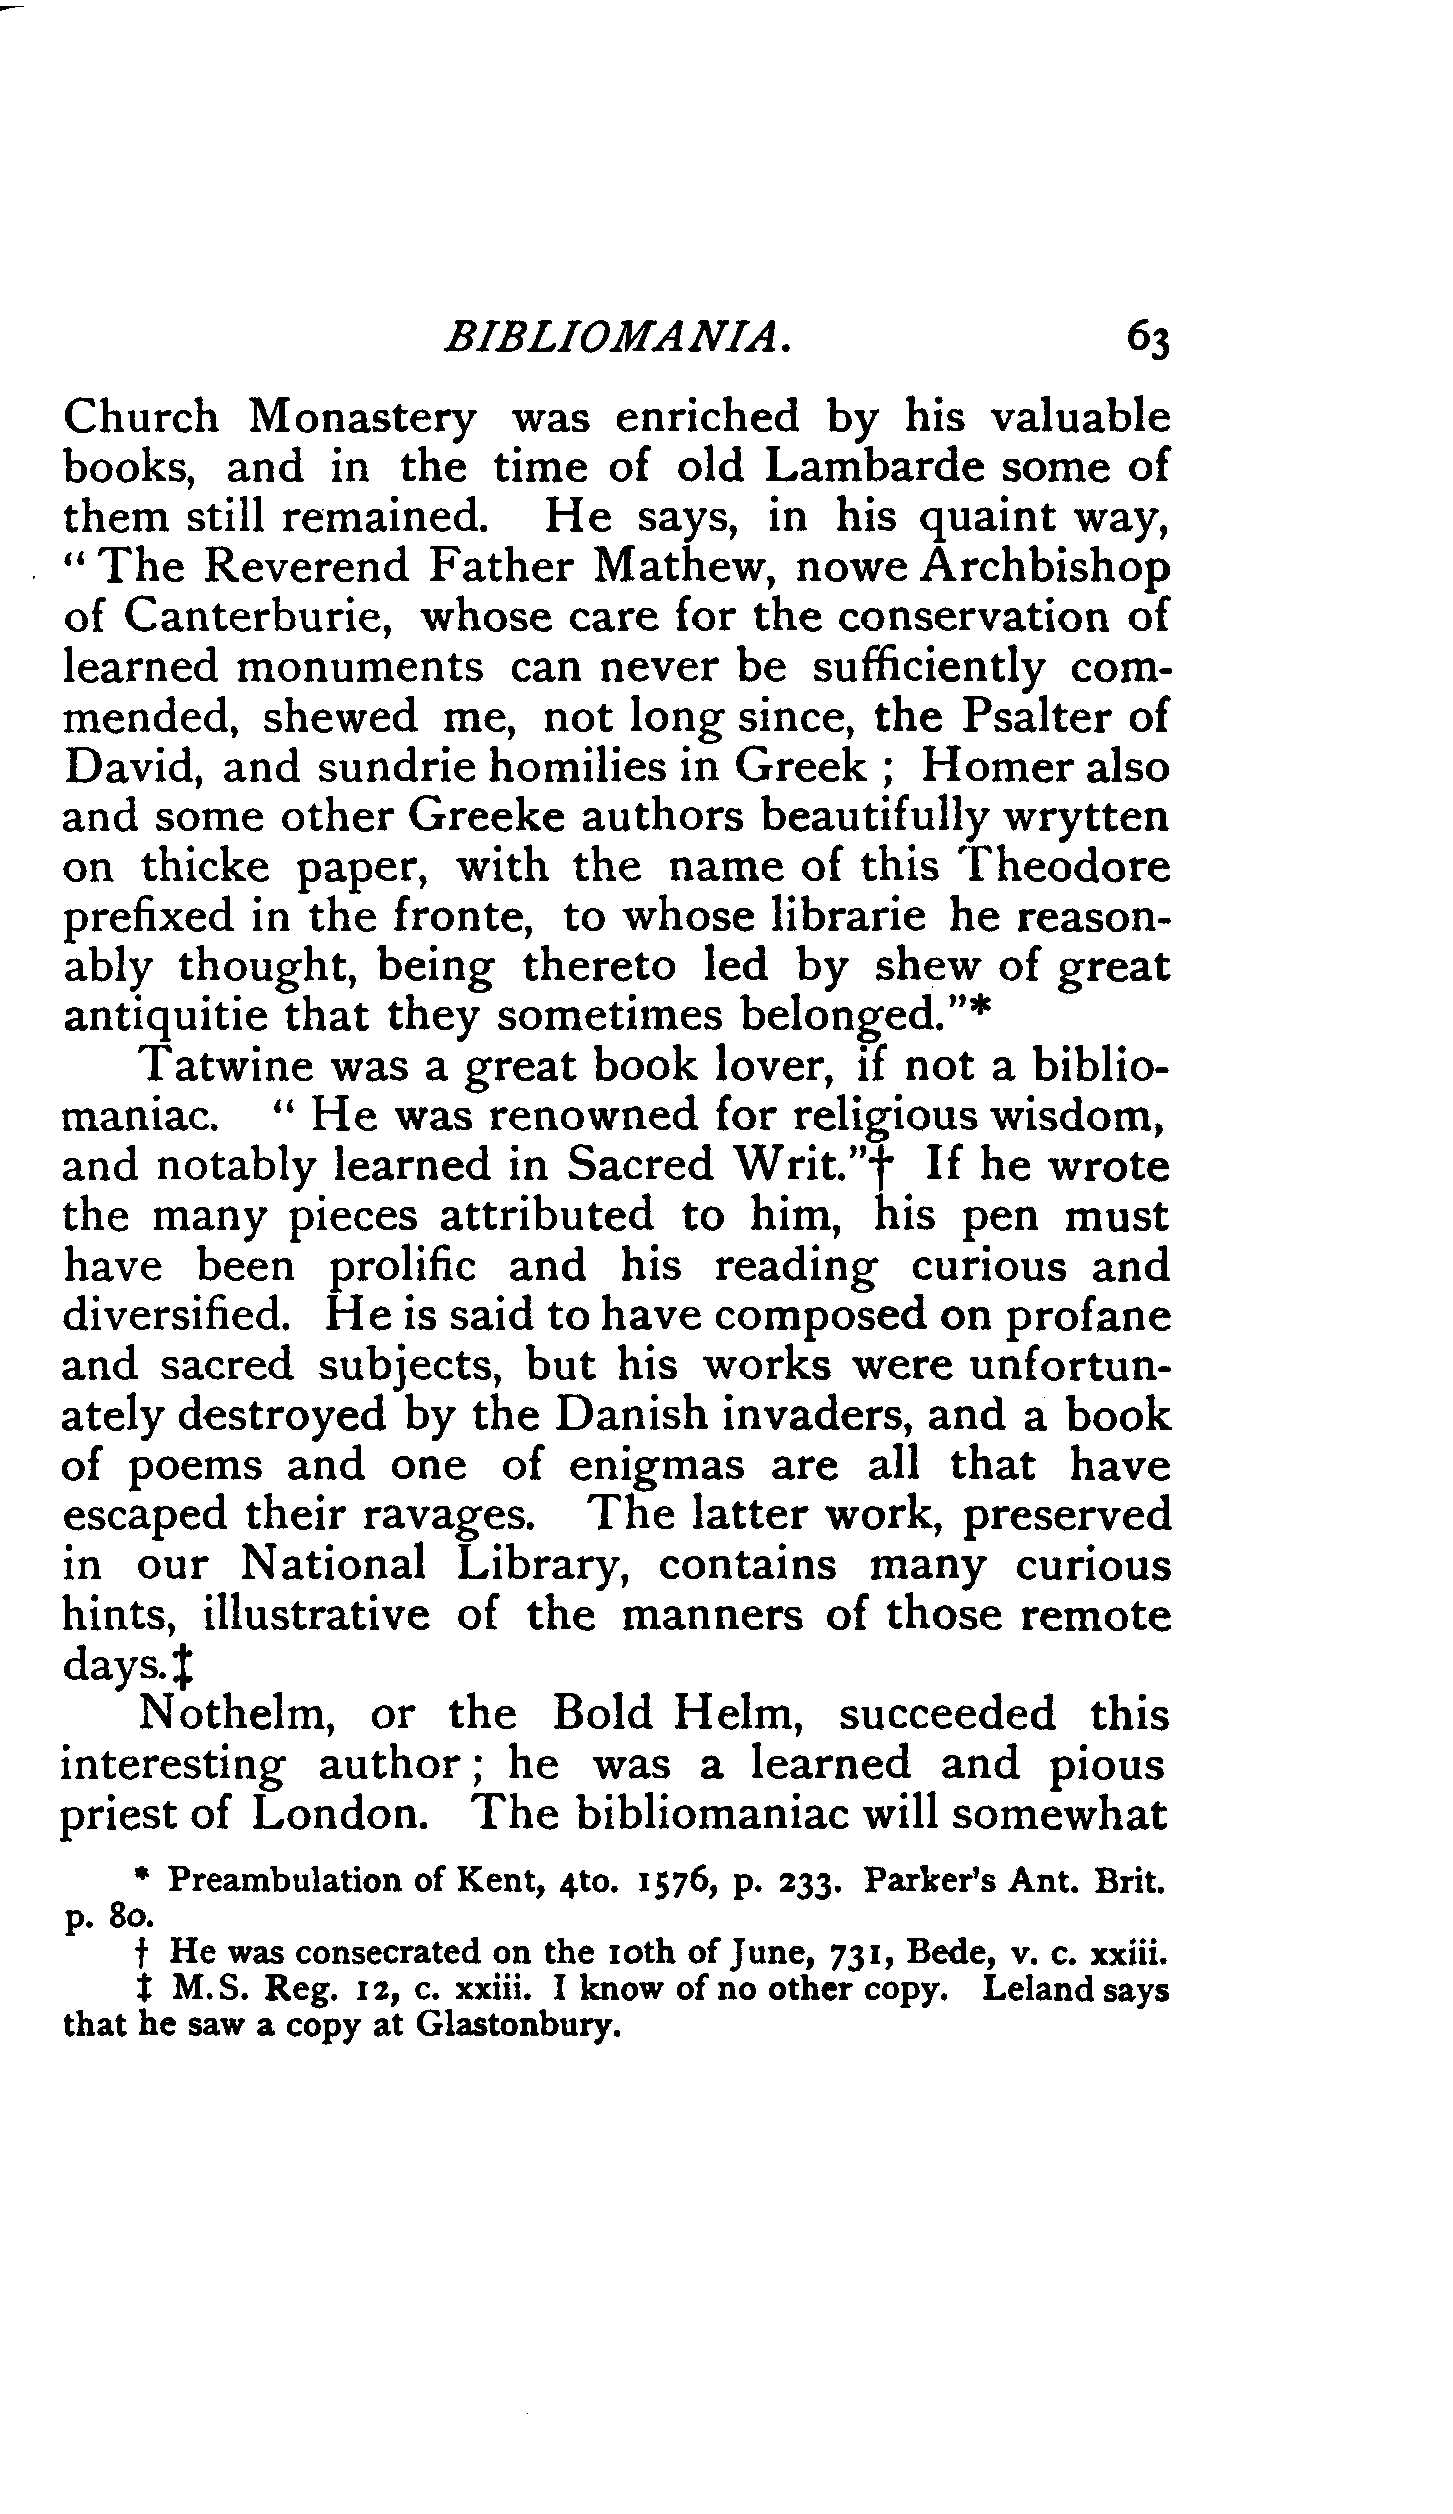 BIBLIOMANIA. 63
Church Monastery was enriched by his valuable
books, and in the time of old Lambarde some of
them still remained. He says, in his quaint way,
“ The Reverend Father Mathew, nowe Archbishop
of Canterburie, whose care for the conservation of
learned monuments can never be sufficiently com-
mended, shewed me, not long since, the Psalter of
David, and sundrie homilies in Greek ; Homer also
and some other Greeke authors beautifully wrytten
on thicke paper, with the name of this Theodore
prefixed in the fronte, to whose librarie he reason-
ably thought, being thereto led by shew of great
antiquitie that they sometimes belonged.”*
Tatwine was a great book lover, if not a biblio-
maniac. “ He was renowned for religious wisdom,
and notably learned in Sacred Writ.”† If he wrote
the many pieces attributed to him, his pen must
have been prolific and his reading curious and
diversified. He is said to have composed on profane
and sacred subjects, but his works were unfortun-
ately destroyed by the Danish invaders, and a book
of poems and one of enigmas are all that have
escaped their ravages. The latter work, preserved
in our National Library, contains many curious
hints, illustrative of the manners of those remote
days.‡
Nothelm, or the Bold Helm, succeeded this
interesting author ; he was a learned and pious
priest of London. The bibliomaniac will somewhat
* Preambulation of Kent, 4to. 1576, p. 233. Parker's Ant. Brit.
p. 80.
† He was consecrated on the 10th of June, 731, Bede, v. c. xxiii.
‡ M.S. Reg. 12, c. xxiii. I know of no other copy. Leland says
that he saw a copy at Glastonbury.